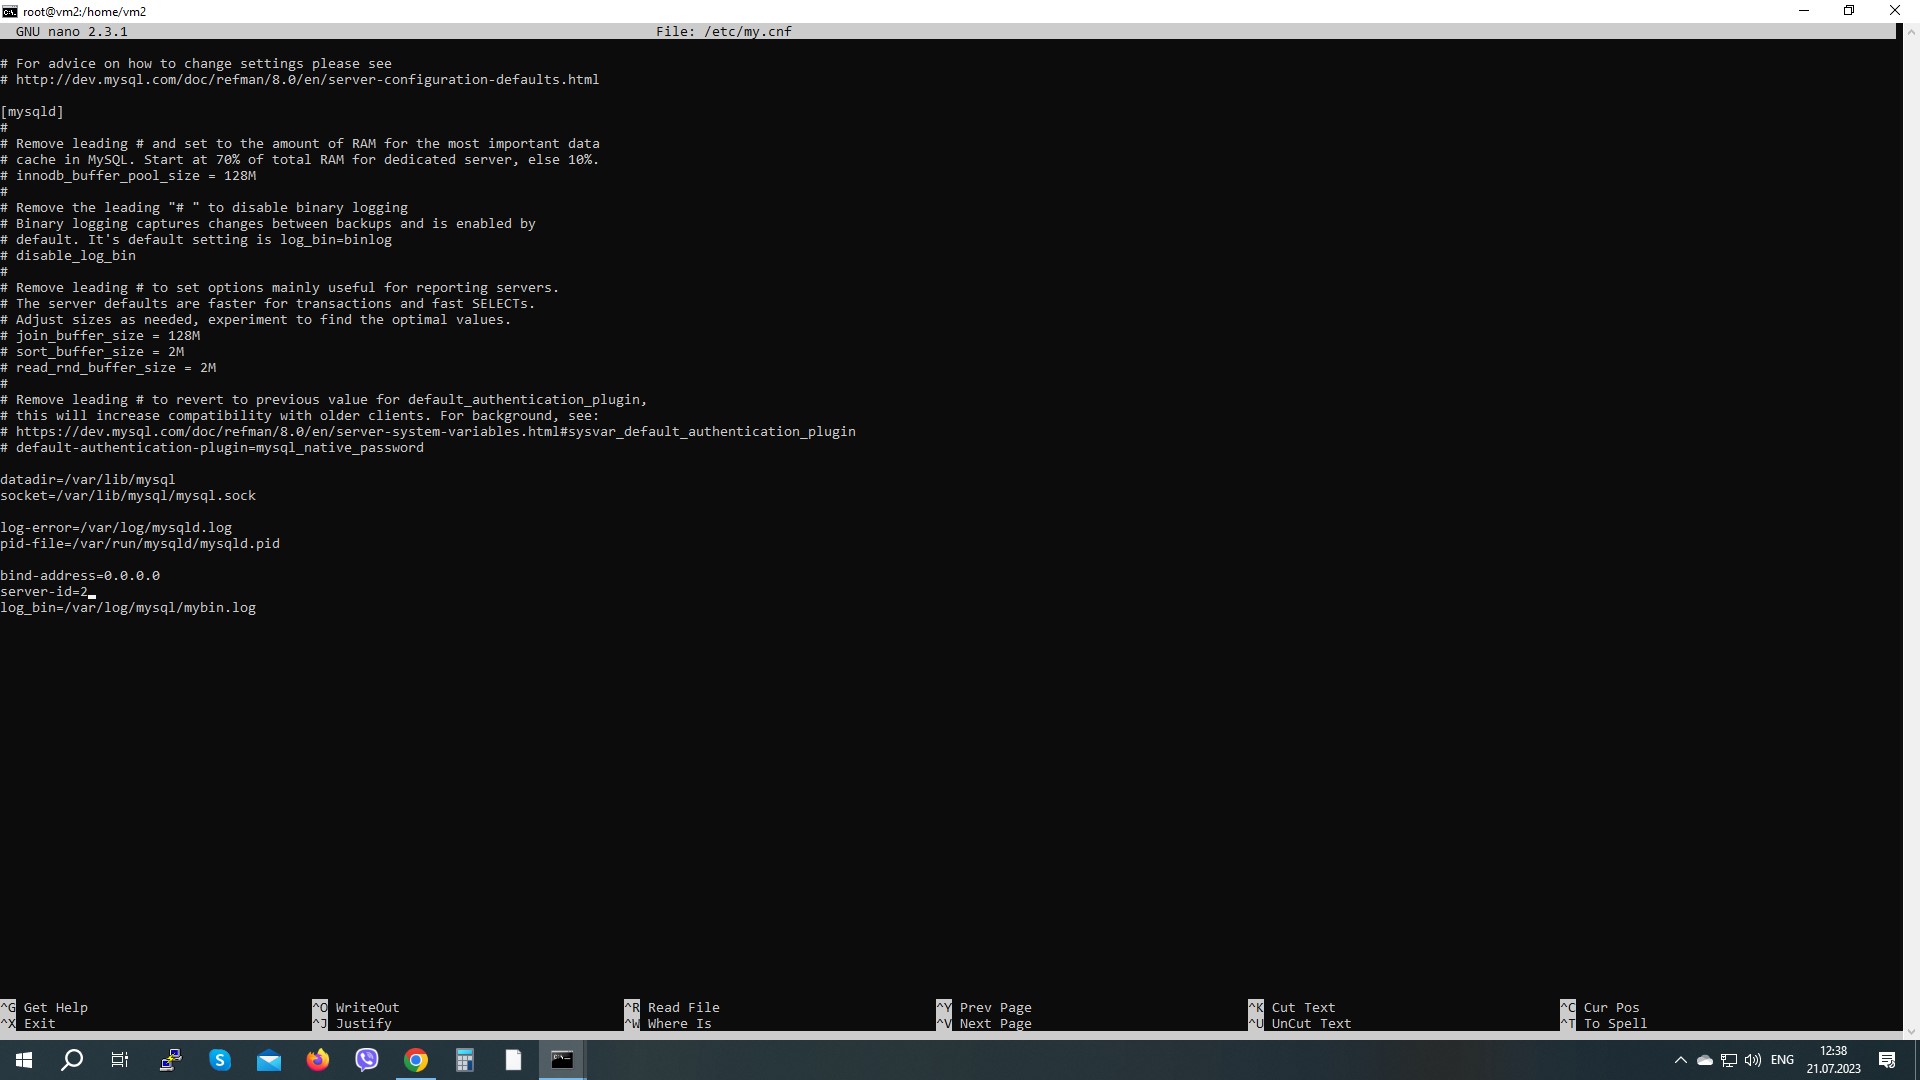 root@vm2:/home/vm2
GNU nano 2.3.1 File: /etc/my.cnf
# For advice on how to change settings please see
# http://dev.mysql.com/doc/refman/8.0/en/server-configuration-defaults.html
[mysqld]
#
# Remove leading # and set to the amount of RAM for the most important data
# cache in MySQL. Start at 70% of total RAM for dedicated server, else 10%.
# innodb_buffer_pool_size = 128M
#
# Remove the leading "# " to disable binary logging
# Binary logging captures changes between backups and is enabled by
# default. It's default setting is log_bin=binlog
# disable_log_bin
#
# Remove leading # to set options mainly useful for reporting servers.
# The server defaults are faster for transactions and fast SELECTs.
# Adjust sizes as needed, experiment to find the optimal values.
# join_buffer_size = 128M
# sort_buffer_size = 2M
# read_rnd_buffer_size = 2M
#
# Remove leading # to revert to previous value for default_authentication_plugin,
# this will increase compatibility with older clients. For background, see:
# https://dev.mysql.com/doc/refman/8.0/en/server-system-variables.html#sysvar_default_authentication_plugin
# default-authentication-plugin=mysql_native_password
datadir=/var/lib/mysql
socket=/var/lib/mysql/mysql.sock
log-error=/var/log/mysqld.log
pid-file=/var/run/mysqld/mysqld.pid
bind-address=0.0.0.0
server-id=2
log_bin=/var/log/mysql/mybin.log
^G Get Help ^O WriteOut ^R Read File ^Y Prev Page ^K Cut Text ^C Cur Pos
^X Exit ^J Justify ^W Where Is ^V Next Page ^U UnCut Text ^T To Spell
ENG 12:38
21.07.2023